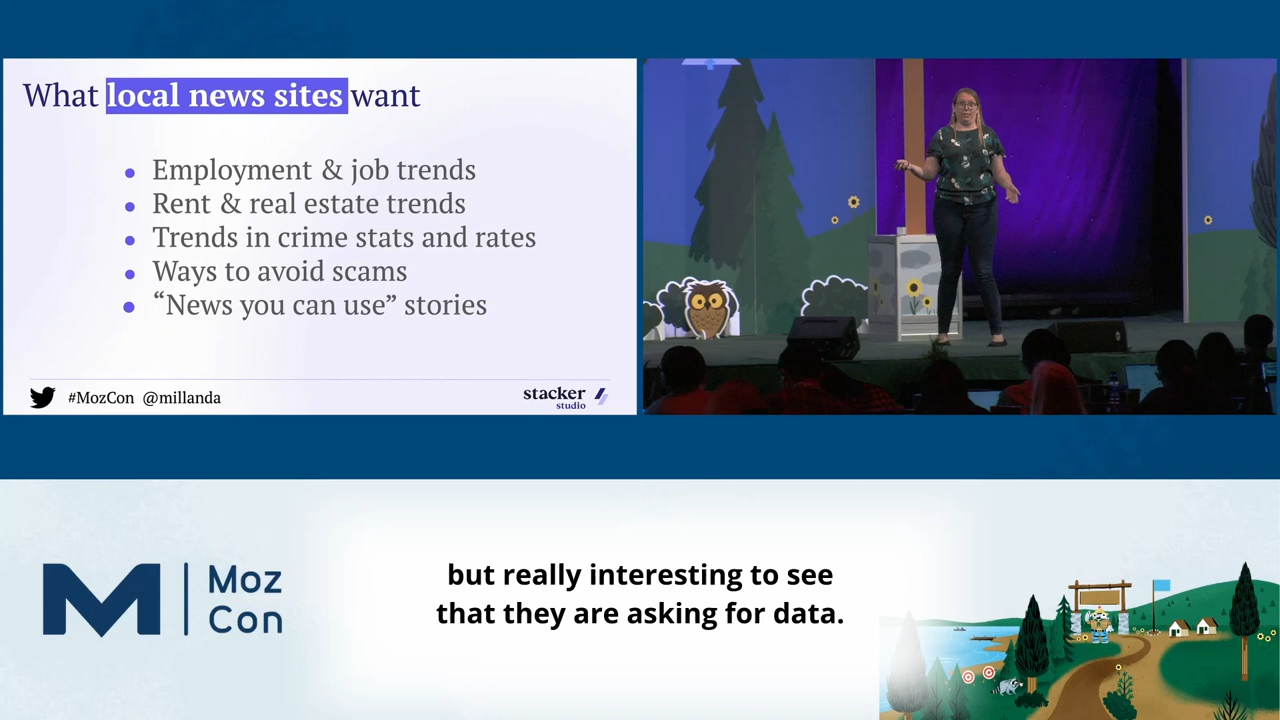 What local news sites want
• Employment & job trends
• Rent & real estate trends
• Trends in crime stats and rates
• Ways to avoid scams
• “News you can use” stories
#MozCon @millanda
stacker
studio
Moz
Con
but really interesting to see
that they are asking for data.